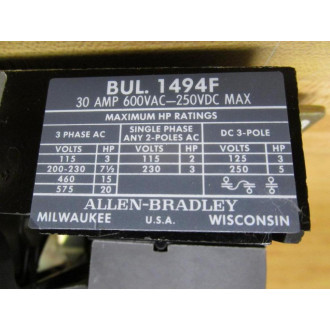 BUL. 1494F
30 AMP 600VAC—250VDC MAX
MAXIMUM HP RATINGS
3 PHASE AC
SINGLE PHASE
ANY 2-POLES AC
DC 3-POLE
VOLTS HP VOLTS HP VOLTS HP
115 3 115 2 125 3
200-230 7½ 230 3 250 5
460 15
575 20
ALLEN-BRADLEY
MILWAUKEE U.S.A. WISCONSIN